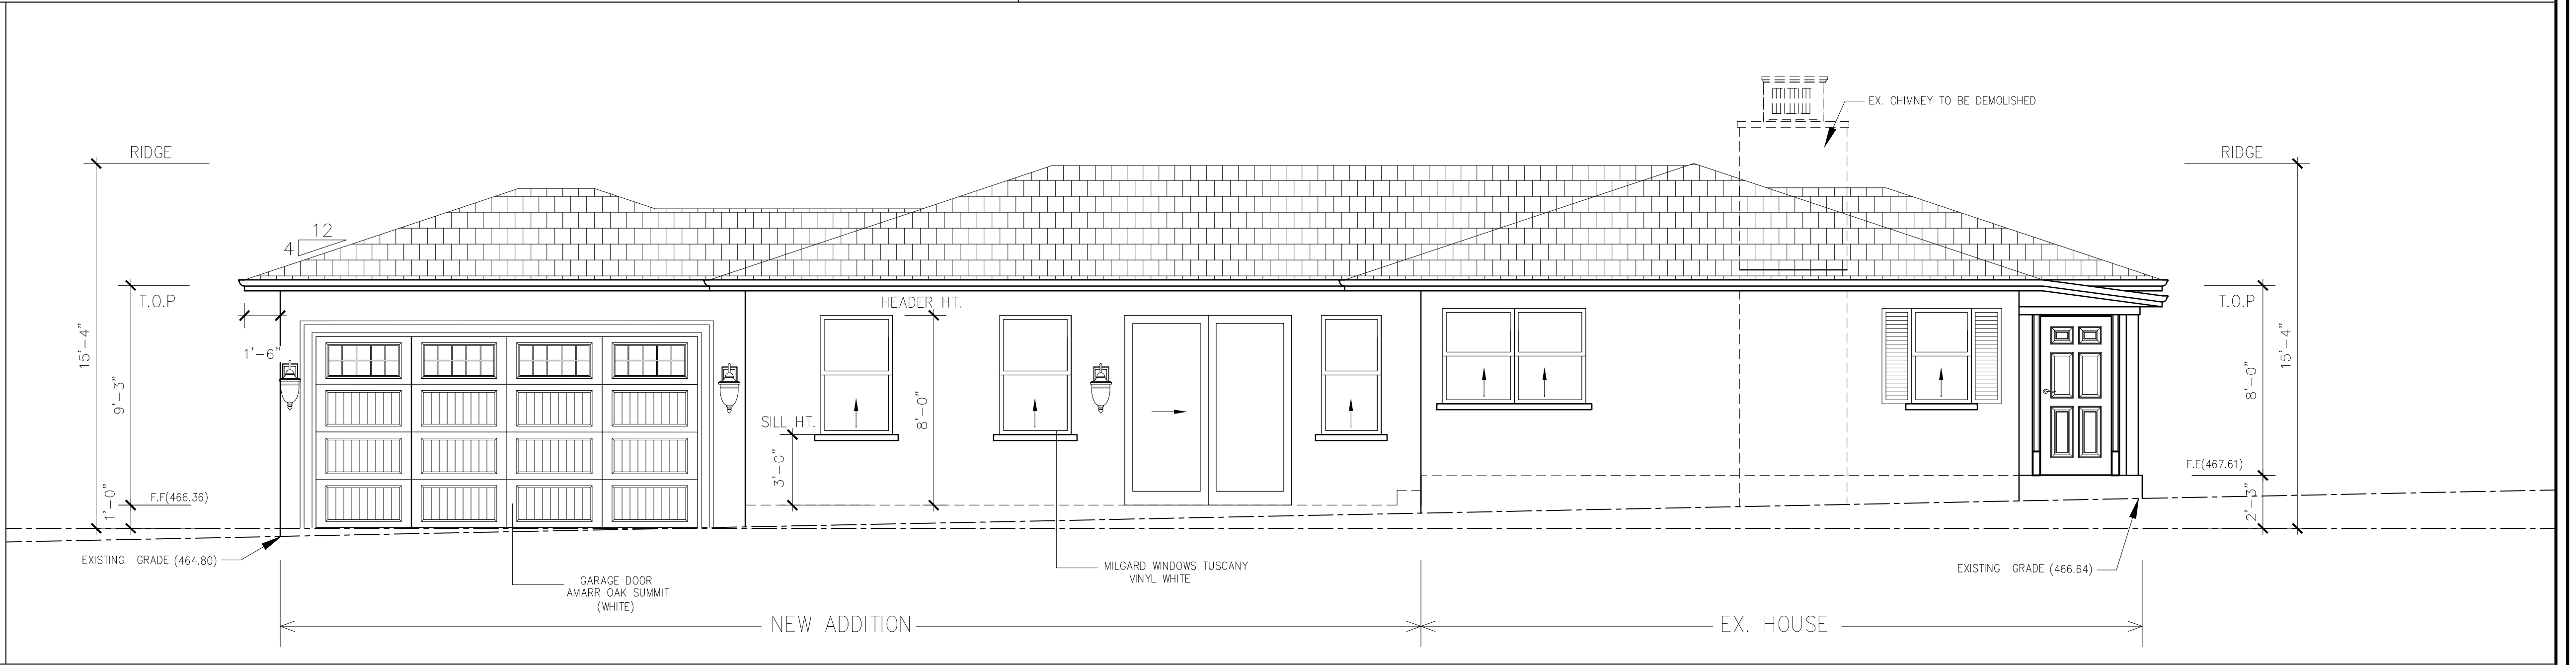 EX. CHIMNEY TO BE DEMOLISHED
RIDGE
RIDGE
12
4
T.O.P
HEADER HT.
T.O.P
15'-4"
9'-3"
1'-6"
SILL HT.
8'-0"
3'-0"
8'-0"
15'-4"
F.F(466.36)
1'-0"
F.F(467.61)
2'-3"
EXISTING GRADE (464.80)
GARAGE DOOR
AMARR OAK SUMMIT
(WHITE)
MILGARD WINDOWS TUSCANY
VINYL WHITE
EXISTING GRADE (466.64)
NEW ADDITION
EX. HOUSE